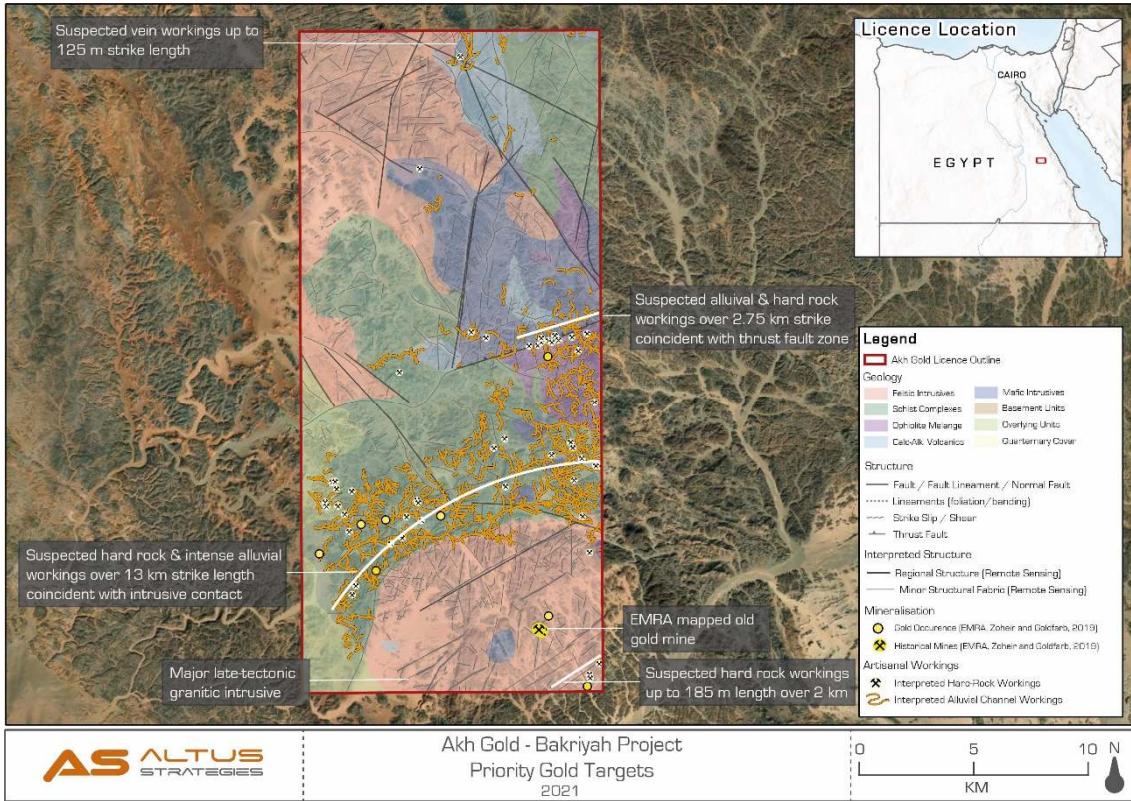 Suspected vein workings up to
125 m strike length
Licence Location
CAIRO
EGYPT
Suspected alluival & hard rock
workings over 2.75 km strike
coincident with thrust fault zone
Legend
Akh Gold Licence Outline
Geology
Felsic Intrusives
Mafic Intrusives
Schist Complexes
Basement Units
Ophiolite Melange
Overlying Units
Calc-Alk Volcanics
Quarternary Cover
Structure
Fault / Fault Lineament / Normal Fault
Lineaments (foliation/bending)
Strike Slip / Shear
Thrust Fault
Interpreted Structure
Regional Structure (Remote Sensing)
Minor Structural Fabric (Remote Sensing)
Mineralisation
Gold Occurence (EMRA, Zoheir and Goldfarb, 2019)
Historical Mines (EMRA, Zoheir and Goldfarb, 2019)
Artisanal Workings
Interpreted Hard-Rock Workings
Interpreted Alluvial Channel Workings
Suspected hard rock & intense alluvial
workings over 13 km strike length
coincident with intrusive contact
EMRA mapped old
gold mine
Major late-tectonic
granitic intrusive
Suspected hard rock workings
up to 185 m length over 2 km
AS ALTUS
STRATEGIES
Akh Gold - Bakriyah Project
Priority Gold Targets
2021
0 5 10
KM
N